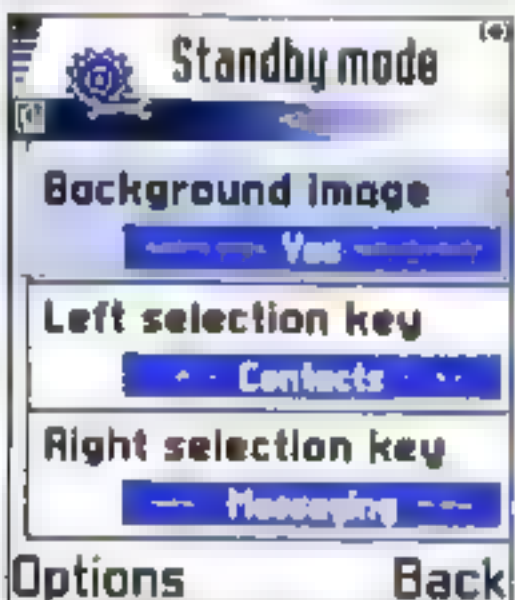 Standby mode
Background image
Yes
Left selection key
Contacts
Right selection key
Messaging
Options
Back